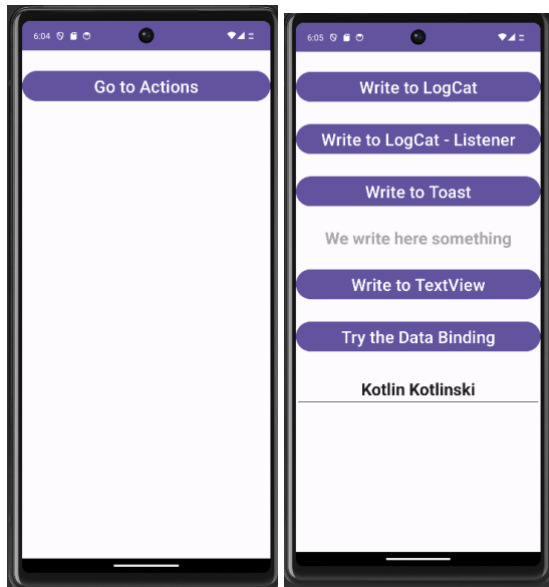 6:04
Go to Actions
6:05
Write to LogCat
Write to LogCat - Listener
Write to Toast
We write here something
Write to TextView
Try the Data Binding
Kotlin Kotlinski